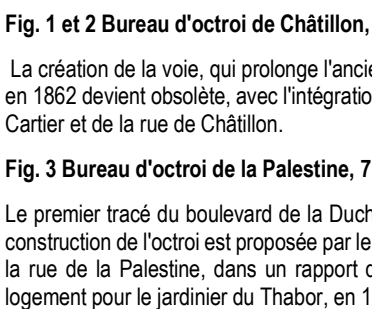 Fig. 1 et 2 Bureau d'octroi de Châtillon,
La création de la voie, qui prolonge l'ancie
en 1862 devient obsolète, avec l'intégratio
Cartier et de la rue de Châtillon.
Fig. 3 Bureau d'octroi de la Palestine, 7
Le premier tracé du boulevard de la Duch
construction de l'octroi est proposée par le
la rue de la Palestine, dans un rapport d
logement pour le jardinier du Thabor, en 1